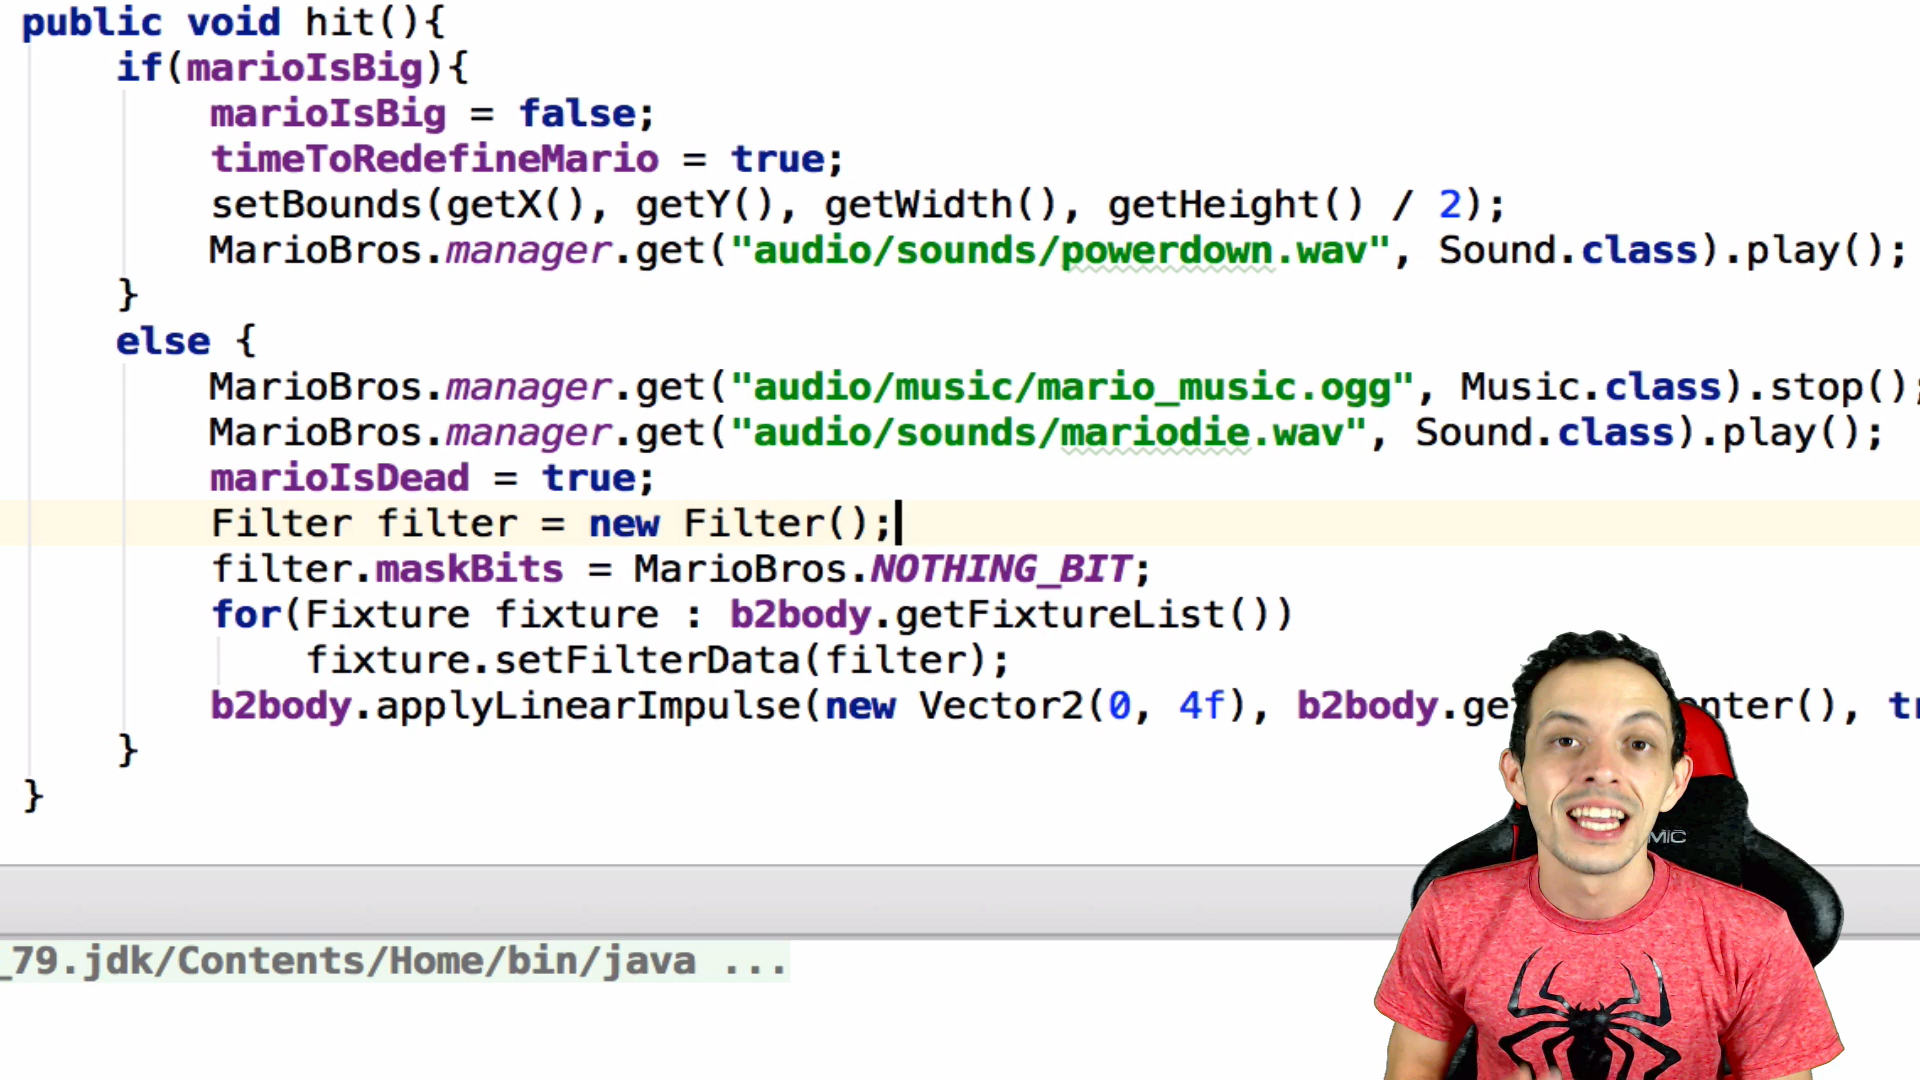 public void hit(){
if(marioIsBig){
marioIsBig = false;
timeToRedefineMario = true;
setBounds(getX(), getY(), getWidth(), getHeight() / 2);
MarioBros.manager.get("audio/sounds/powerdown.wav", Sound.class).play();
}
else {
MarioBros.manager.get("audio/music/mario_music.ogg", Music.class).stop();
MarioBros.manager.get("audio/sounds/mariodie.wav", Sound.class).play();
marioIsDead = true;
Filter filter = new Filter();
filter.maskBits = MarioBros.NOTHING_BIT;
for(Fixture fixture : b2body.getFixtureList())
fixture.setFilterData(filter);
b2body.applyLinearImpulse(new Vector2(0, 4f), b2body.ge nter(), tr
}
}
_79.jdk/Contents/Home/bin/java ...
MIC